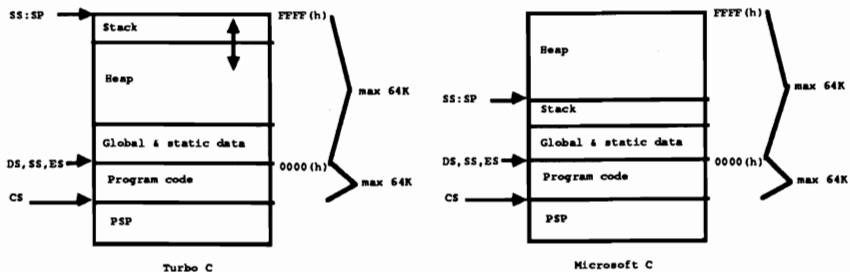 SS:SP
Stack
FFFF(h)
Heap
max 64K
Global & static data
DS,SS,ES
0000(h)
Program code
max 64K
CS
PSP
Turbo C
FFFF(h)
Heap
max 64K
SS:SP
Stack
Global & static data
DS,SS,ES
0000(h)
Program code
max 64K
CS
PSP
Microsoft C